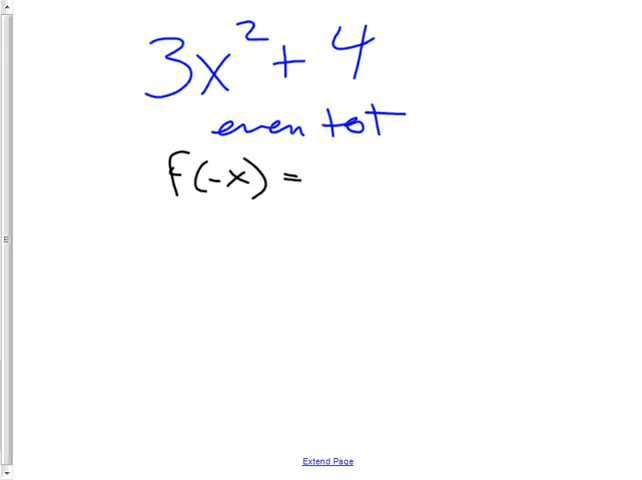 3x² + 4
even tot
F(-x) =
Extend Page